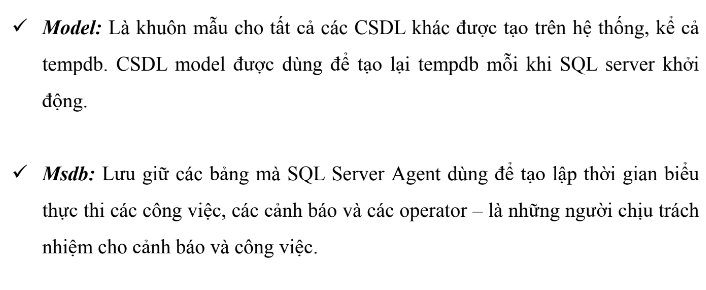 ✓ Model: Là khuôn mẫu cho tất cả các CSDL khác được tạo trên hệ thống, kể cả
tempdb. CSDL model được dùng để tạo lại tempdb mỗi khi SQL server khởi
động.
✓ Msdb: Lưu giữ các bảng mà SQL Server Agent dùng để tạo lập thời gian biểu
thực thi các công việc, các cảnh báo và các operator – là những người chịu trách
nhiệm cho cảnh báo và công việc.